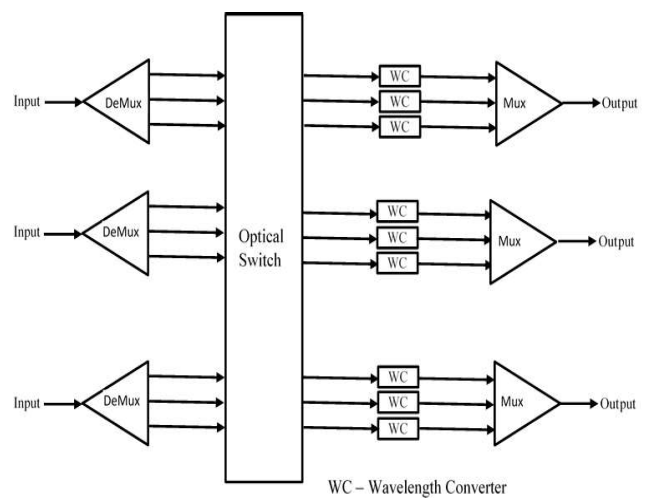 Input
DeMux
WC
WC
WC
Mux
Output
Input
DeMux
Optical
Switch
WC
WC
WC
Mux
Output
Input
DeMux
WC
WC
WC
Mux
Output
WC – Wavelength Converter